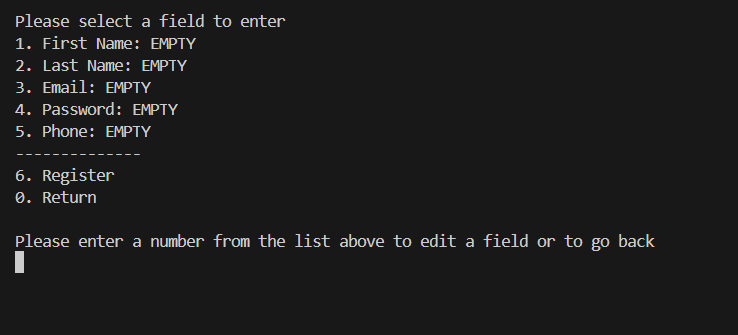 Please select a field to enter
1. First Name: EMPTY
2. Last Name: EMPTY
3. Email: EMPTY
4. Password: EMPTY
5. Phone: EMPTY
--------------
6. Register
0. Return
Please enter a number from the list above to edit a field or to go back